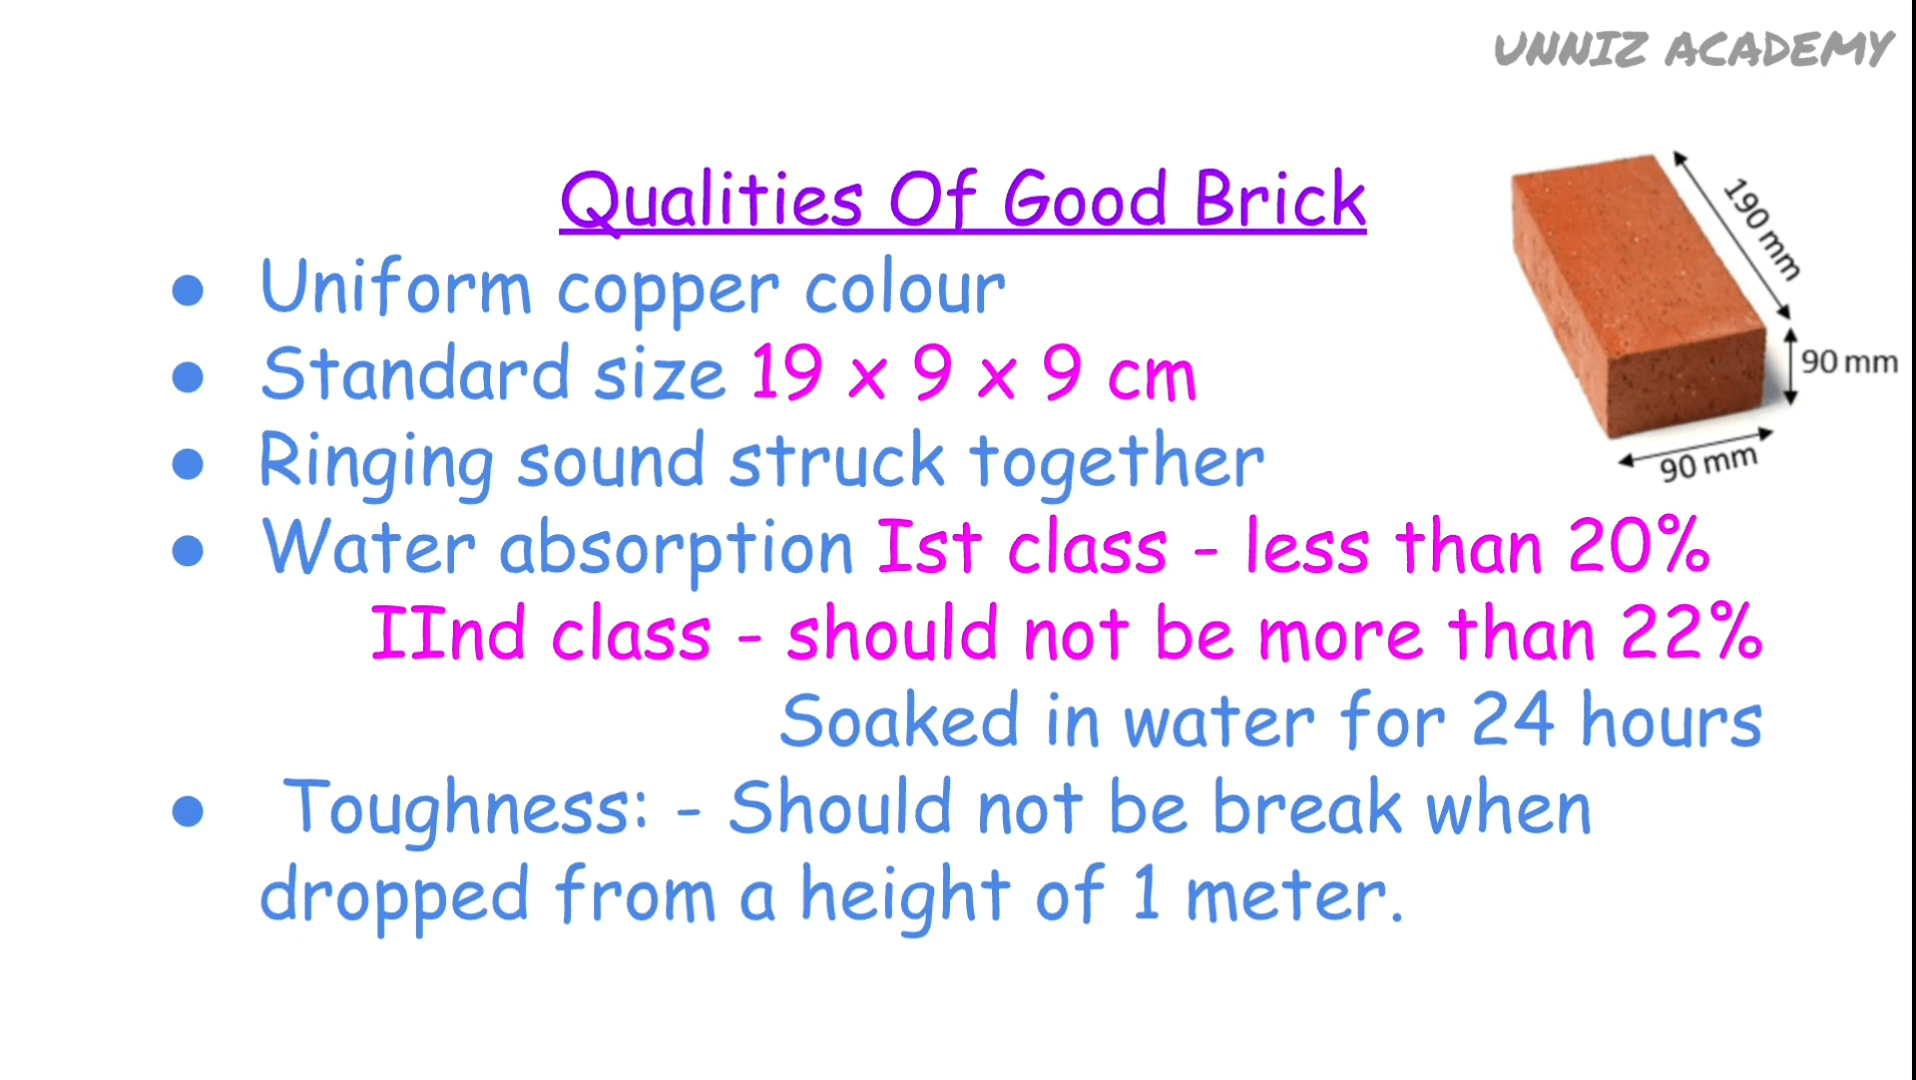 UNNIZ ACADEMY
Qualities Of Good Brick
● Uniform copper colour
● Standard size 19 x 9 x 9 cm
● Ringing sound struck together
● Water absorption Ist class - less than 20%
IInd class - should not be more than 22%
Soaked in water for 24 hours
● Toughness: - Should not be break when
dropped from a height of 1 meter.
190 mm
90 mm
90 mm